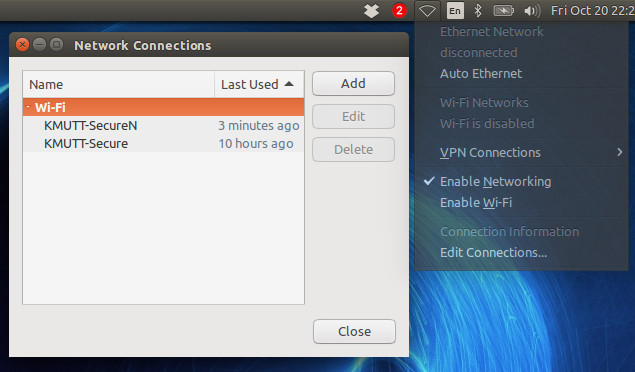 2
En
Fri Oct 20 22:2
Network Connections
Name
Last Used
Wi-Fi
KMUTT-SecureN
3 minutes ago
KMUTT-Secure
10 hours ago
Add
Edit
Delete
Close
Ethernet Network
disconnected
Auto Ethernet
Wi-Fi Networks
Wi-Fi is disabled
VPN Connections
Enable Networking
Enable Wi-Fi
Connection Information
Edit Connections...